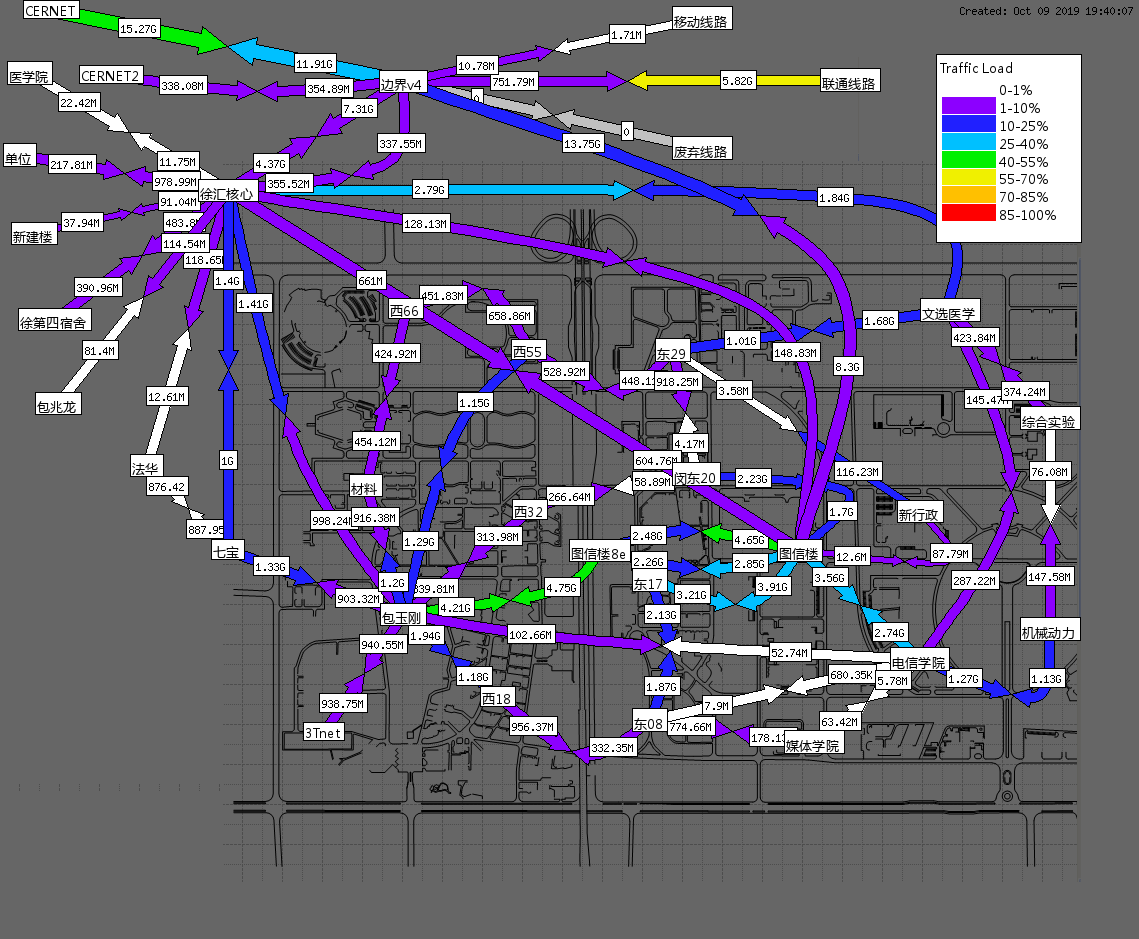 Created: Oct 09 2019 19:40:07
CERNET
15.27G
11.91G
移动线路
1.71M
10.78M
医学院
CERNET2
338.08M
354.89M
边界v4
751.79M
5.82G
联通线路
Traffic Load
0-1%
1-10%
10-25%
25-40%
40-55%
55-70%
70-85%
85-100%
22.42M
7.31G
0
0
13.75G
废弃线路
337.55M
单位
217.81M
11.75M
4.37G
978.99M
355.52M
徐汇核心
2.79G
1.84G
91.04M
37.94M
新建楼
483.8
128.13M
114.54M
118.65
390.96M
1.4G
1.41G
661M
451.83M
徐第四宿舍
西66
658.86M
文选医学
1.68G
81.4M
424.92M
西55
东29
1.01G
148.83M
423.84M
528.92M
448.1
918.25M
3.58M
8.3G
374.24M
145.47
包兆龙
12.61M
1.15G
综合实验
454.12M
4.17M
1G
604.76M
法华
876.42
材料
58.89M
闵东20
2.23G
116.23M
76.08M
266.64M
887.95
998.24
916.38M
西32
1.7G
新行政
313.98M
2.48G
4.65G
1.29G
七宝
图信楼8e
图信楼
12.6M
87.79M
1.33G
2.26G
2.85G
1.2G
639.81M
4.75G
东17
3.21G
3.91G
3.56G
287.22M
147.58M
903.32M
4.21G
包玉刚
2.13G
1.94G
102.66M
2.74G
机械动力
940.55M
52.74M
电信学院
1.18G
680.35K
5.78M
1.27G
1.13G
938.75M
西18
1.87G
7.9M
63.42M
3Tnet
956.37M
东08
774.66M
178.13
媒体学院
332.35M